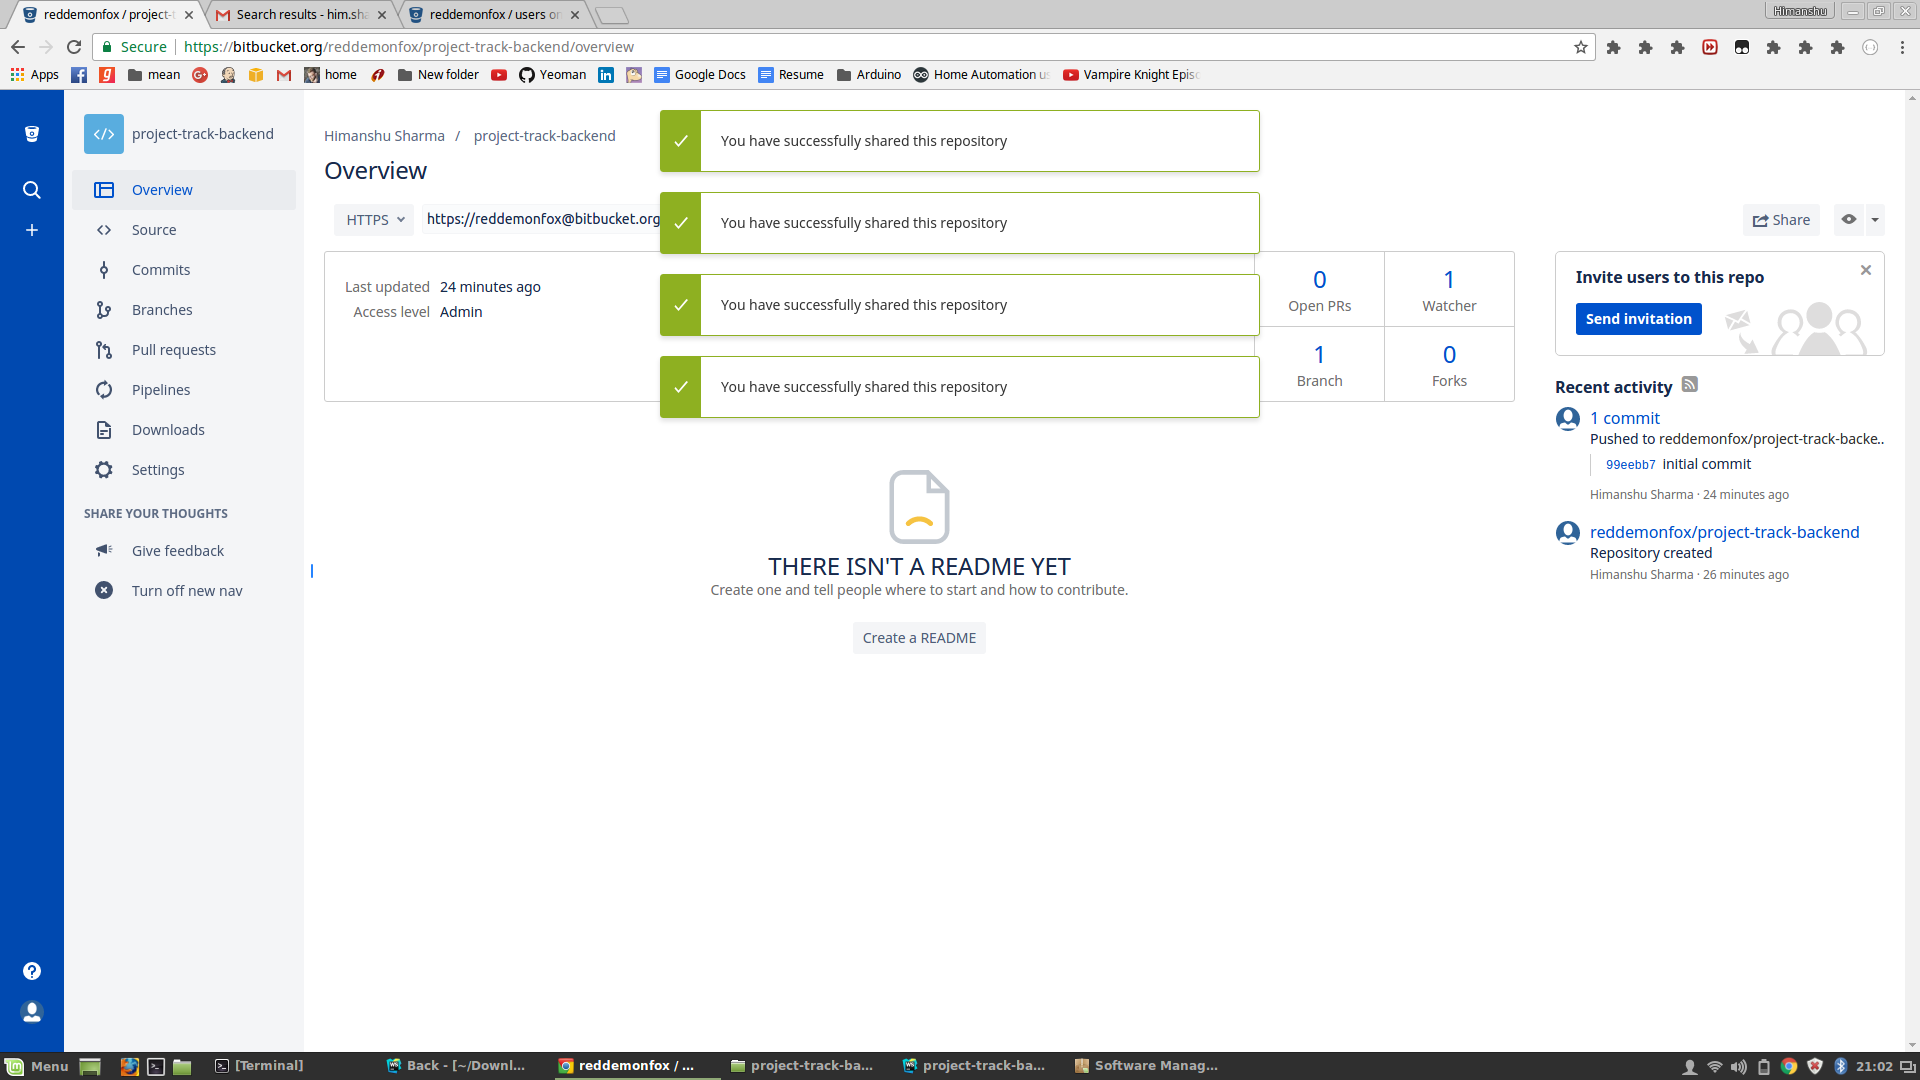 reddemonfox / project-t
Search results - him.sha
reddemonfox / users on
Himanshu
Secure
https://bitbucket.org/reddemonfox/project-track-backend/overview
Apps
mean
home
New folder
Yeoman
Google Docs
Resume
Arduino
Home Automation us
Vampire Knight Episo
project-track-backend
Overview
Source
Commits
Branches
Pull requests
Pipelines
Downloads
Settings
SHARE YOUR THOUGHTS
Give feedback
Turn off new nav
Himanshu Sharma / project-track-backend
Overview
HTTPS
https://reddemonfox@bitbucket.org
Share
You have successfully shared this repository
You have successfully shared this repository
You have successfully shared this repository
You have successfully shared this repository
Last updated 24 minutes ago
Access level Admin
0
Open PRs
1
Watcher
1
Branch
0
Forks
THERE ISN'T A README YET
Create one and tell people where to start and how to contribute.
Create a README
Invite users to this repo
Send invitation
Recent activity
1 commit
Pushed to reddemonfox/project-track-backe..
99eebb7 initial commit
Himanshu Sharma · 24 minutes ago
reddemonfox/project-track-backend
Repository created
Himanshu Sharma · 26 minutes ago
Menu
[Terminal]
Back - [~/Downl...
reddemonfox / ...
project-track-ba...
project-track-ba...
Software Manag...
21:02